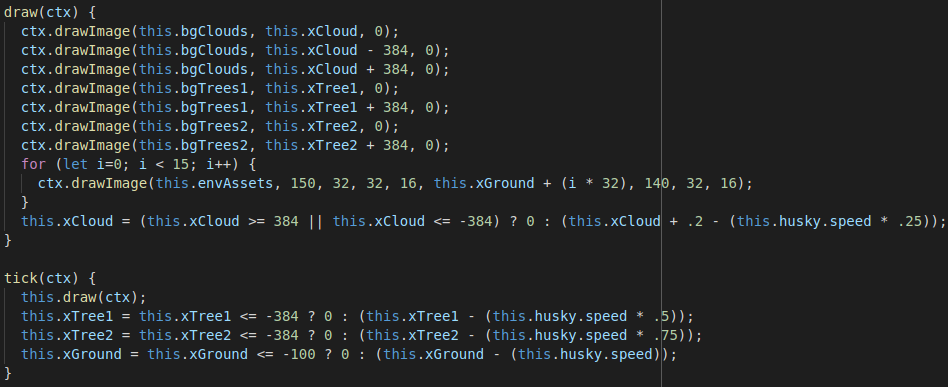 draw(ctx) {
  ctx.drawImage(this.bgClouds, this.xCloud, 0);
  ctx.drawImage(this.bgClouds, this.xCloud - 384, 0);
  ctx.drawImage(this.bgClouds, this.xCloud + 384, 0);
  ctx.drawImage(this.bgTrees1, this.xTree1, 0);
  ctx.drawImage(this.bgTrees1, this.xTree1 + 384, 0);
  ctx.drawImage(this.bgTrees2, this.xTree2, 0);
  ctx.drawImage(this.bgTrees2, this.xTree2 + 384, 0);
  for (let i=0; i < 15; i++) {
    ctx.drawImage(this.envAssets, 150, 32, 32, 16, this.xGround + (i * 32), 140, 32, 16);
  }
  this.xCloud = (this.xCloud >= 384 || this.xCloud <= -384) ? 0 : (this.xCloud + .2 - (this.husky.speed * .25));
}

tick(ctx) {
  this.draw(ctx);
  this.xTree1 = this.xTree1 <= -384 ? 0 : (this.xTree1 - (this.husky.speed * .5));
  this.xTree2 = this.xTree2 <= -384 ? 0 : (this.xTree2 - (this.husky.speed * .75));
  this.xGround = this.xGround <= -100 ? 0 : (this.xGround - (this.husky.speed));
}